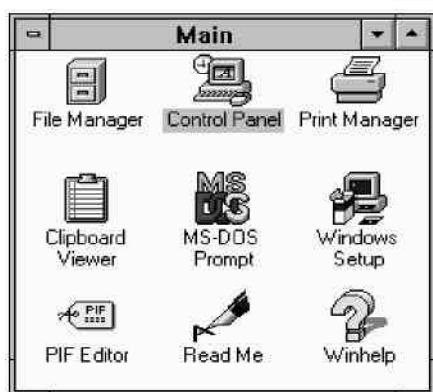 Main
File Manager Control Panel Print Manager
MS
DOS
Clipboard MS-DOS Windows
Viewer Prompt Setup
PIF
PIF Editor Read Me Winhelp